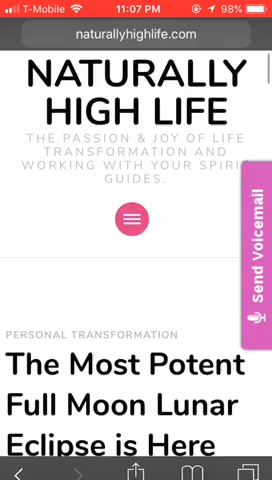 T-Mobile 11:07 PM 98%
naturallyhighlife.com
NATURALLY
HIGH LIFE
THE PASSION & JOY OF LIFE
TRANSFORMATION AND
WORKING WITH YOUR SPIRIT
GUIDES.
Send Voicemail
PERSONAL TRANSFORMATION
The Most Potent
Full Moon Lunar
Eclipse is Here